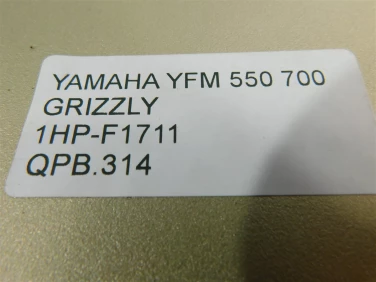 YAMAHA YFM 550 700
GRIZZLY
1HP-F1711
QPB.314